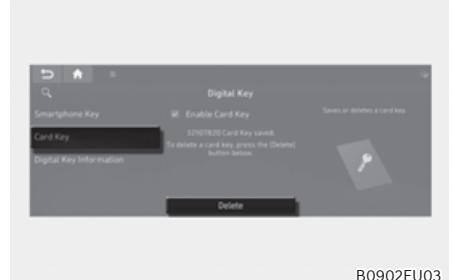 Digital Key
Smartphone Key
Enable Card Key
Saves or deletes a card key.
Card Key
32107820 Card Key saved.
To delete a card key, press the [Delete]
button below.
Digital Key Information
Delete
B0902EU03